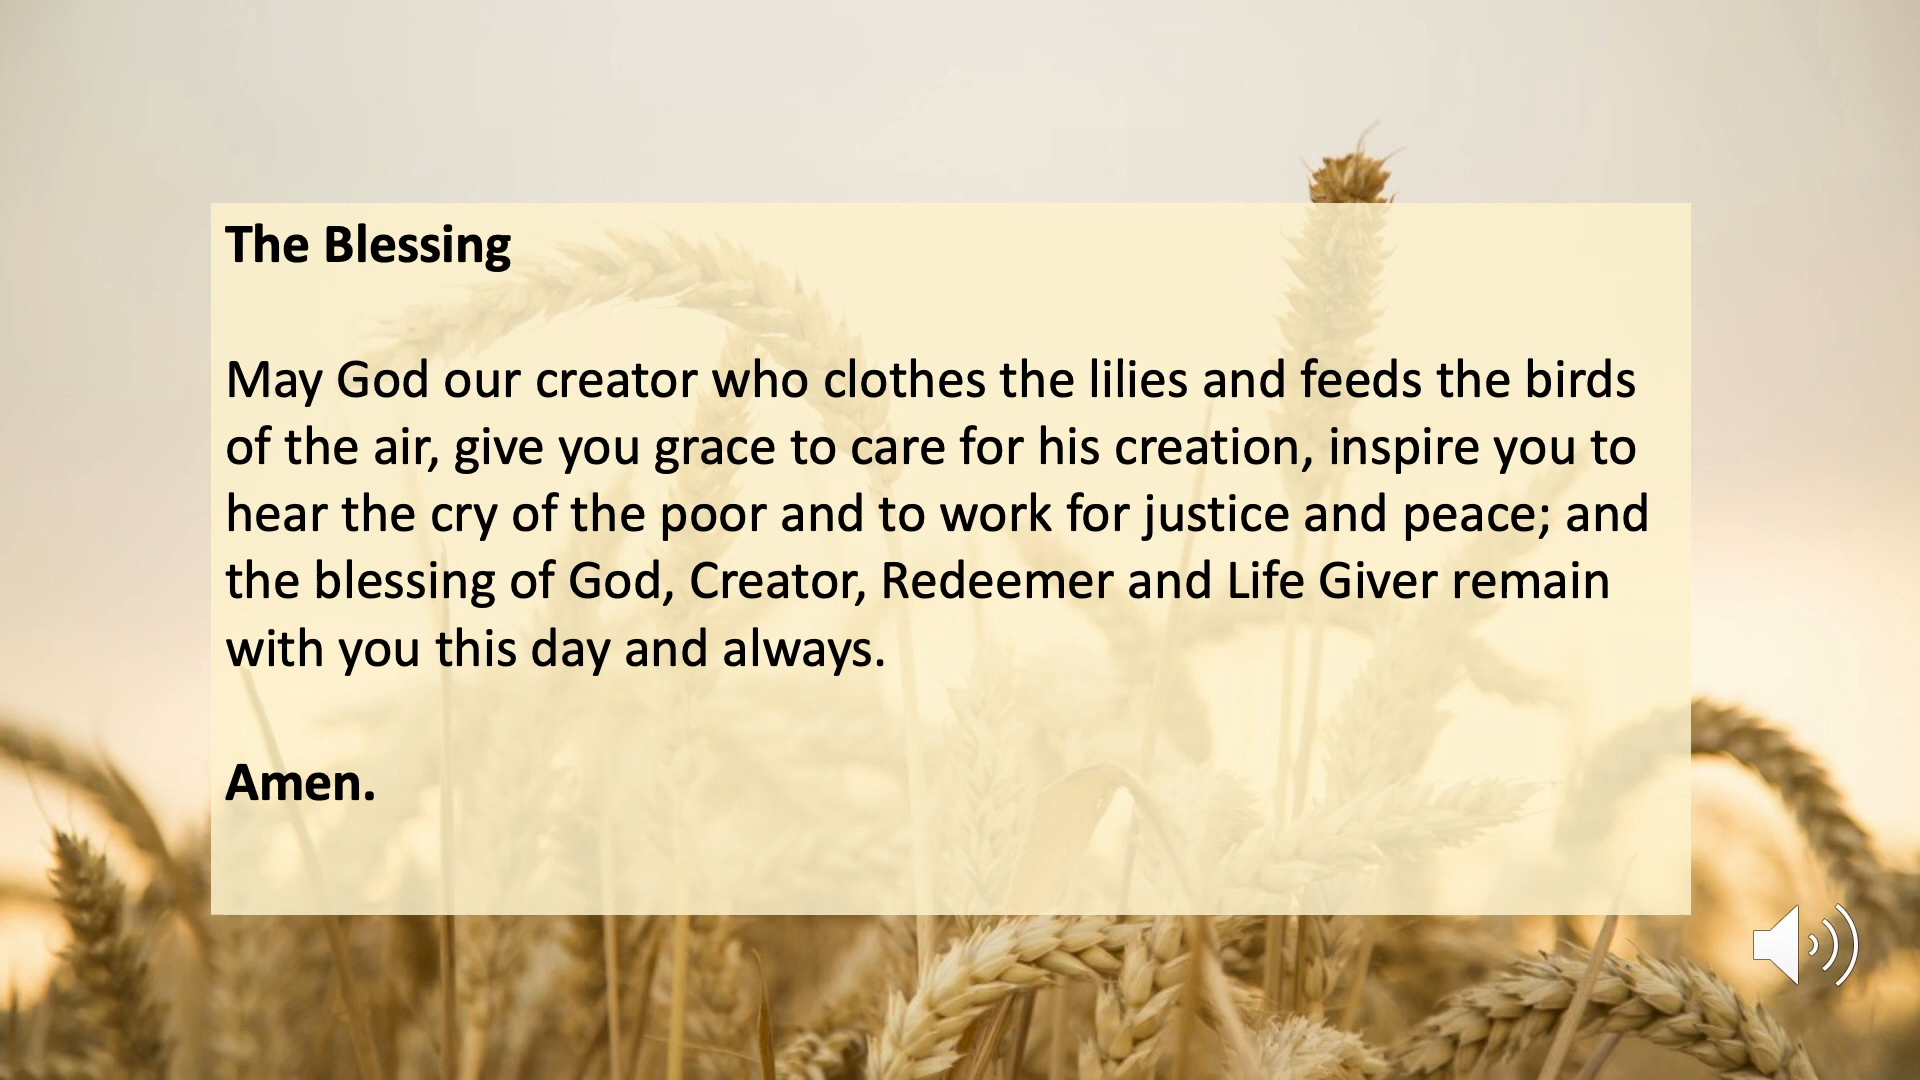 The Blessing
May God our creator who clothes the lilies and feeds the birds
of the air, give you grace to care for his creation, inspire you to
hear the cry of the poor and to work for justice and peace; and
the blessing of God, Creator, Redeemer and Life Giver remain
with you this day and always.
Amen.